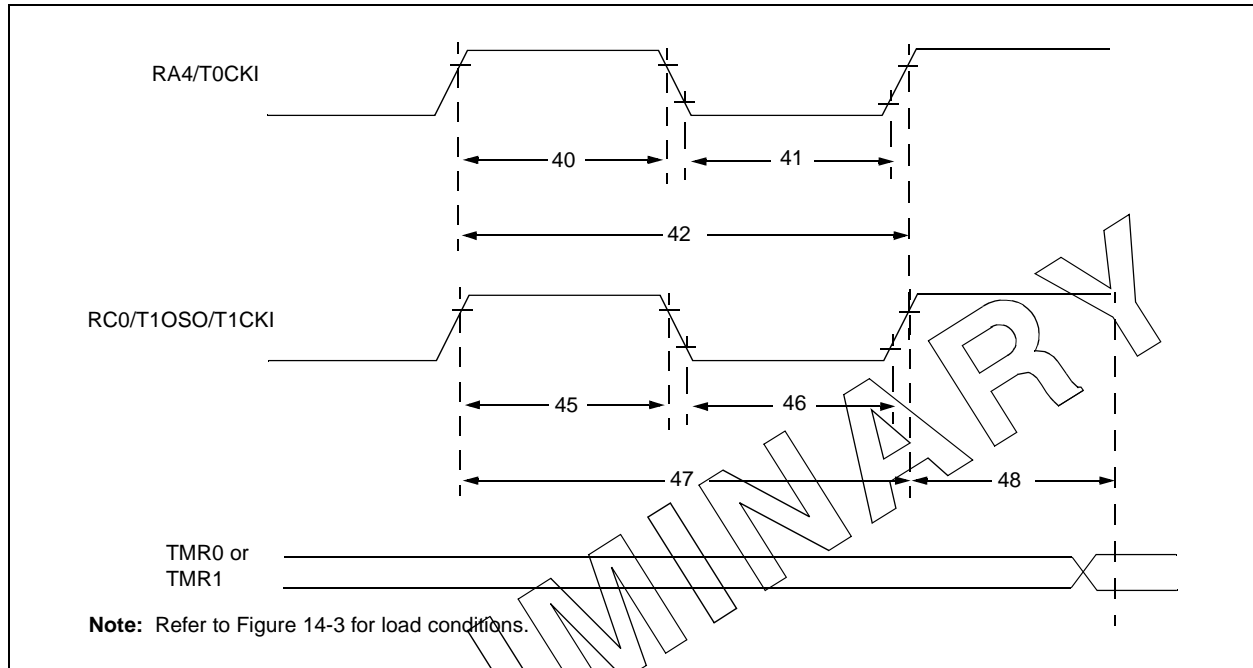 RA4/T0CKI
40
41
42
RC0/T1OSO/T1CKI
45
46
47
48
TMR0 or
TMR1
Note: Refer to Figure 14-3 for load conditions.
IMINARY